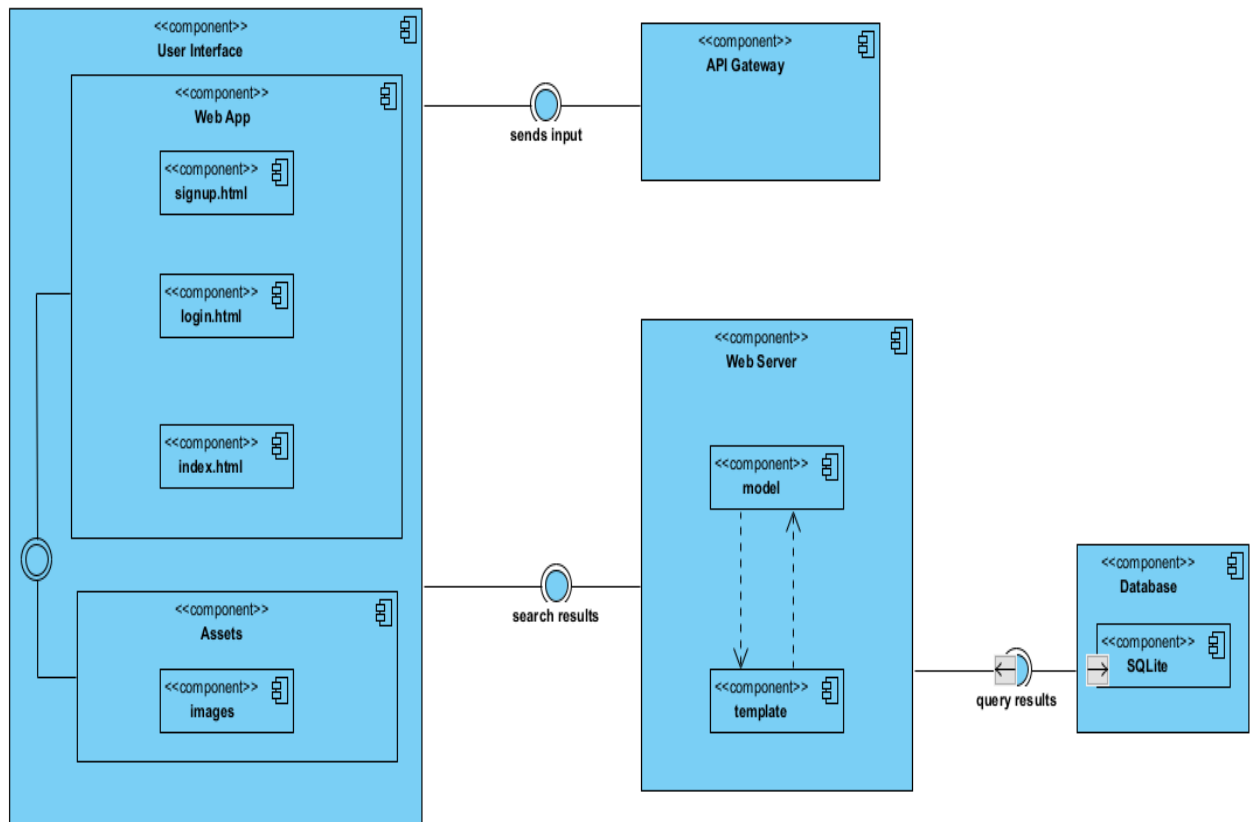 <<component>>
User Interface
<<component>>
Web App
<<component>>
signup.html
<<component>>
login.html
<<component>>
index.html
<<component>>
Assets
<<component>>
images
sends input
<<component>>
API Gateway
search results
<<component>>
Web Server
<<component>>
model
<<component>>
template
query results
<<component>>
Database
<<component>>
SQLite